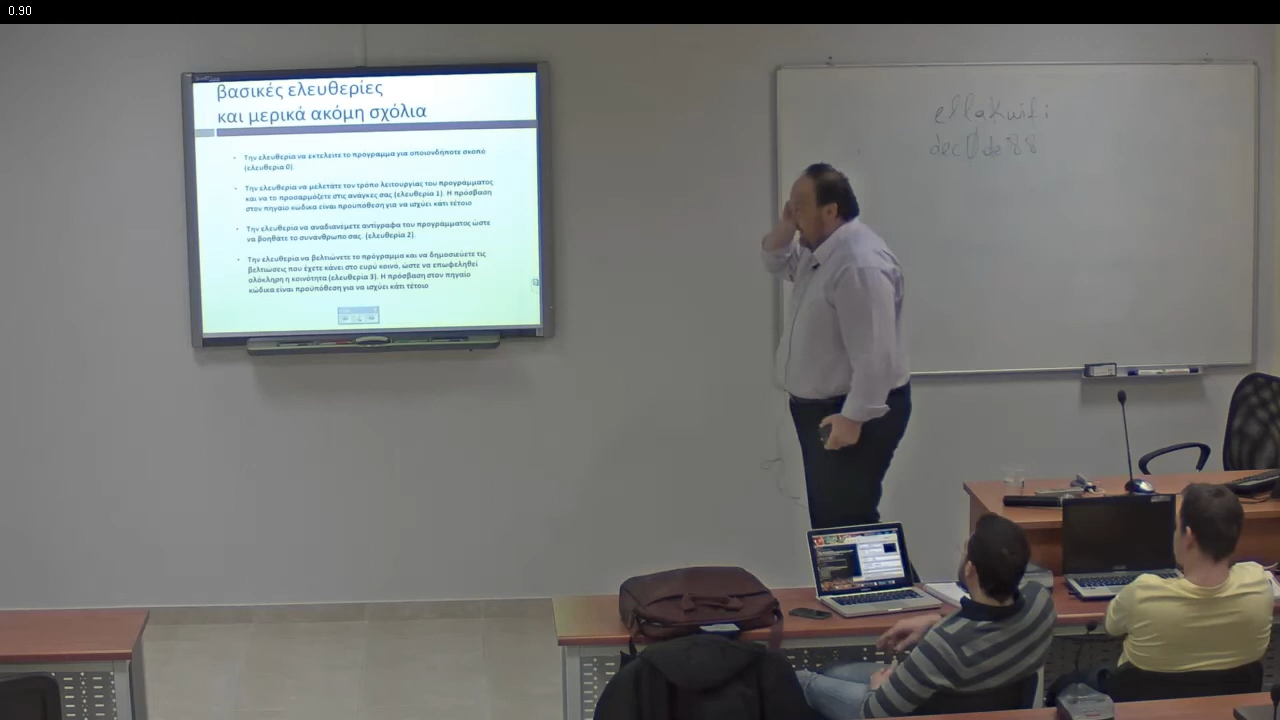 0.90
βασικές ελευθερίες
και μερικά ακόμη σχόλια
Την ελευθερία να εκτελείτε το πρόγραμμα για οποιονδήποτε σκοπό
(ελευθερία 0).
Την ελευθερία να μελετάτε τον τρόπο λειτουργίας του προγράμματος
και να το προσαρμόζετε στις ανάγκες σας (ελευθερία 1). Η πρόσβαση
στον πηγαίο κώδικα είναι προϋπόθεση για να ισχύει κάτι τέτοιο
Την ελευθερία να αναδιανέμετε αντίγραφα του προγράμματος ώστε
να βοηθάτε το συνάνθρωπο σας. (ελευθερία 2).
Την ελευθερία να βελτιώνετε το πρόγραμμα και να δημοσιεύετε τις
βελτιώσεις που έχετε κάνει στο ευρύ κοινό, ώστε να επωφεληθεί
ολόκληρη η κοινότητα (ελευθερία 3). Η πρόσβαση στον πηγαίο
κώδικα είναι προϋπόθεση για να ισχύει κάτι τέτοιο
ellakwifi
dec0de88